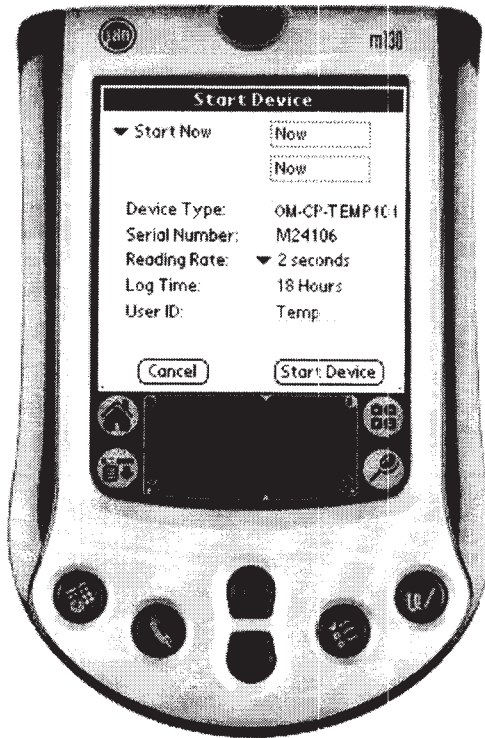 m130
Start Device
Start Now Now
Now
Device Type: OM-CP-TEMP101
Serial Number: M24106
Reading Rate: 2 seconds
Log Time: 18 Hours
User ID: Temp
Cancel Start Device